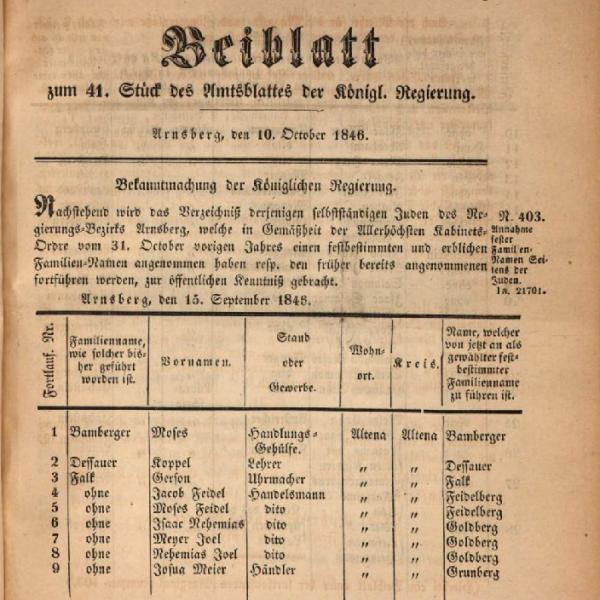 Beiblatt
zum 41. Stück des Amtsblattes der Königl. Regierung.
Arnsberg, den 10. October 1846.
Bekanntmachung der Königlichen Regierung.
Nachstehend wird das Verzeichniß derjenigen selbstständigen Juden des Re-
gierungs-Bezirks Arnsberg, welche in Gemäßheit der Allerhöchsten Kabinets-
Ordre vom 31. October vorigen Jahres einen festbestimmten und erblichen
Familien-Namen angenommen haben resp. den früher bereits angenommenen
fortführen werden, zur öffentlichen Kenntniß gebracht.
Arnsberg, den 15. September 1846.
N. 403.
Annahme
fester
Familien-
Namen Sei-
tens der
Juden.
Ia. 21701.
Fortlauf. Nr.
Familienname,
wie solcher bis-
her geführt
worden ist.
Vornamen.
Stand
oder
Gewerbe.
Wohn-
ort.
Kreis.
Name, welcher
von jetzt an als
gewählter fest-
bestimmter
Familienname
zu führen ist.
1 Bamberger Moses Handlungs- Altena Altena Bamberger
Gehülfe.
2 Dessauer Koppel Lehrer " " Dessauer
3 Falk Gerson Uhrmacher " " Falk
4 ohne Jacob Feidel Handelsmann " " Feidelberg
5 ohne Moses Feidel dito " " Feidelberg
6 ohne Isaac Nehemias dito " " Goldberg
7 ohne Meyer Joel dito " " Goldberg
8 ohne Nehemias Joel dito " " Goldberg
9 ohne Josua Meier Händler " " Grunberg